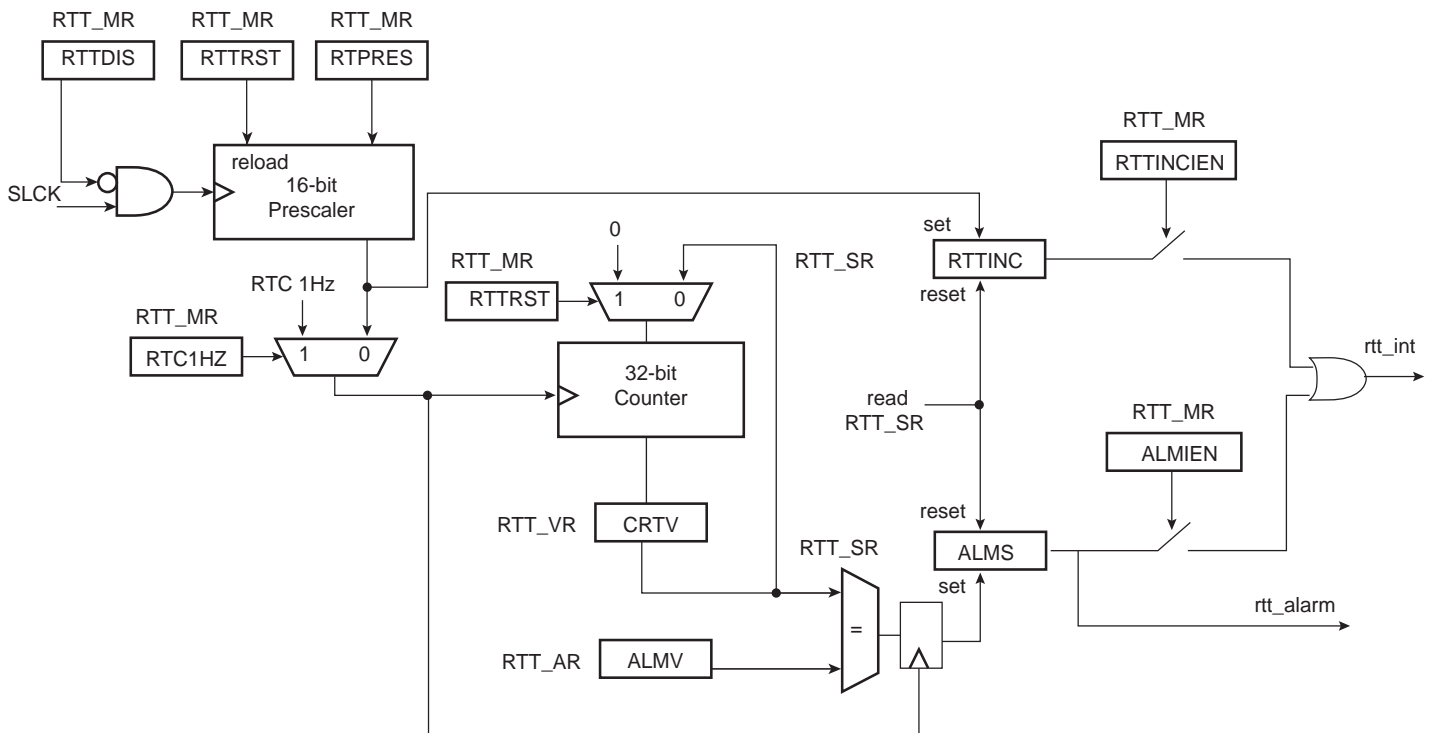 RTT_MR
RTT_MR
RTT_MR
RTTDIS
RTTRST
RTPRES
reload
16-bit
Prescaler
SLCK
RTT_MR
RTTINCIEN
0
set
RTT_MR
RTTRST
1 0
RTT_SR
RTTINC
reset
RTC 1Hz
RTT_MR
RTC1HZ
1 0
32-bit
Counter
read
RTT_SR
rtt_int
RTT_MR
ALMIEN
RTT_VR
CRTV
reset
RTT_SR
ALMS
set
rtt_alarm
=
RTT_AR
ALMV